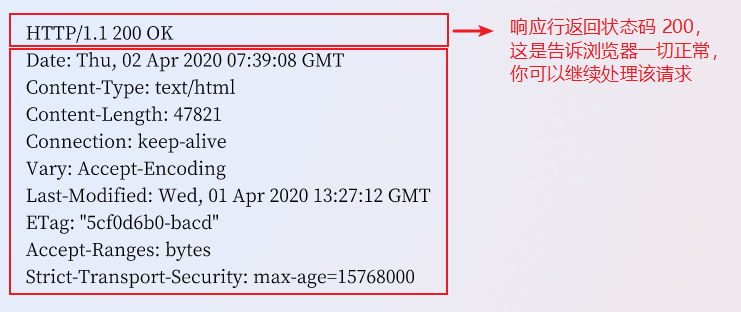 HTTP/1.1 200 OK
Date: Thu, 02 Apr 2020 07:39:08 GMT
Content-Type: text/html
Content-Length: 47821
Connection: keep-alive
Vary: Accept-Encoding
Last-Modified: Wed, 01 Apr 2020 13:27:12 GMT
ETag: "5cf0d6b0-bacd"
Accept-Ranges: bytes
Strict-Transport-Security: max-age=15768000
响应行返回状态码 200，
这是告诉浏览器一切正常，
你可以继续处理该请求